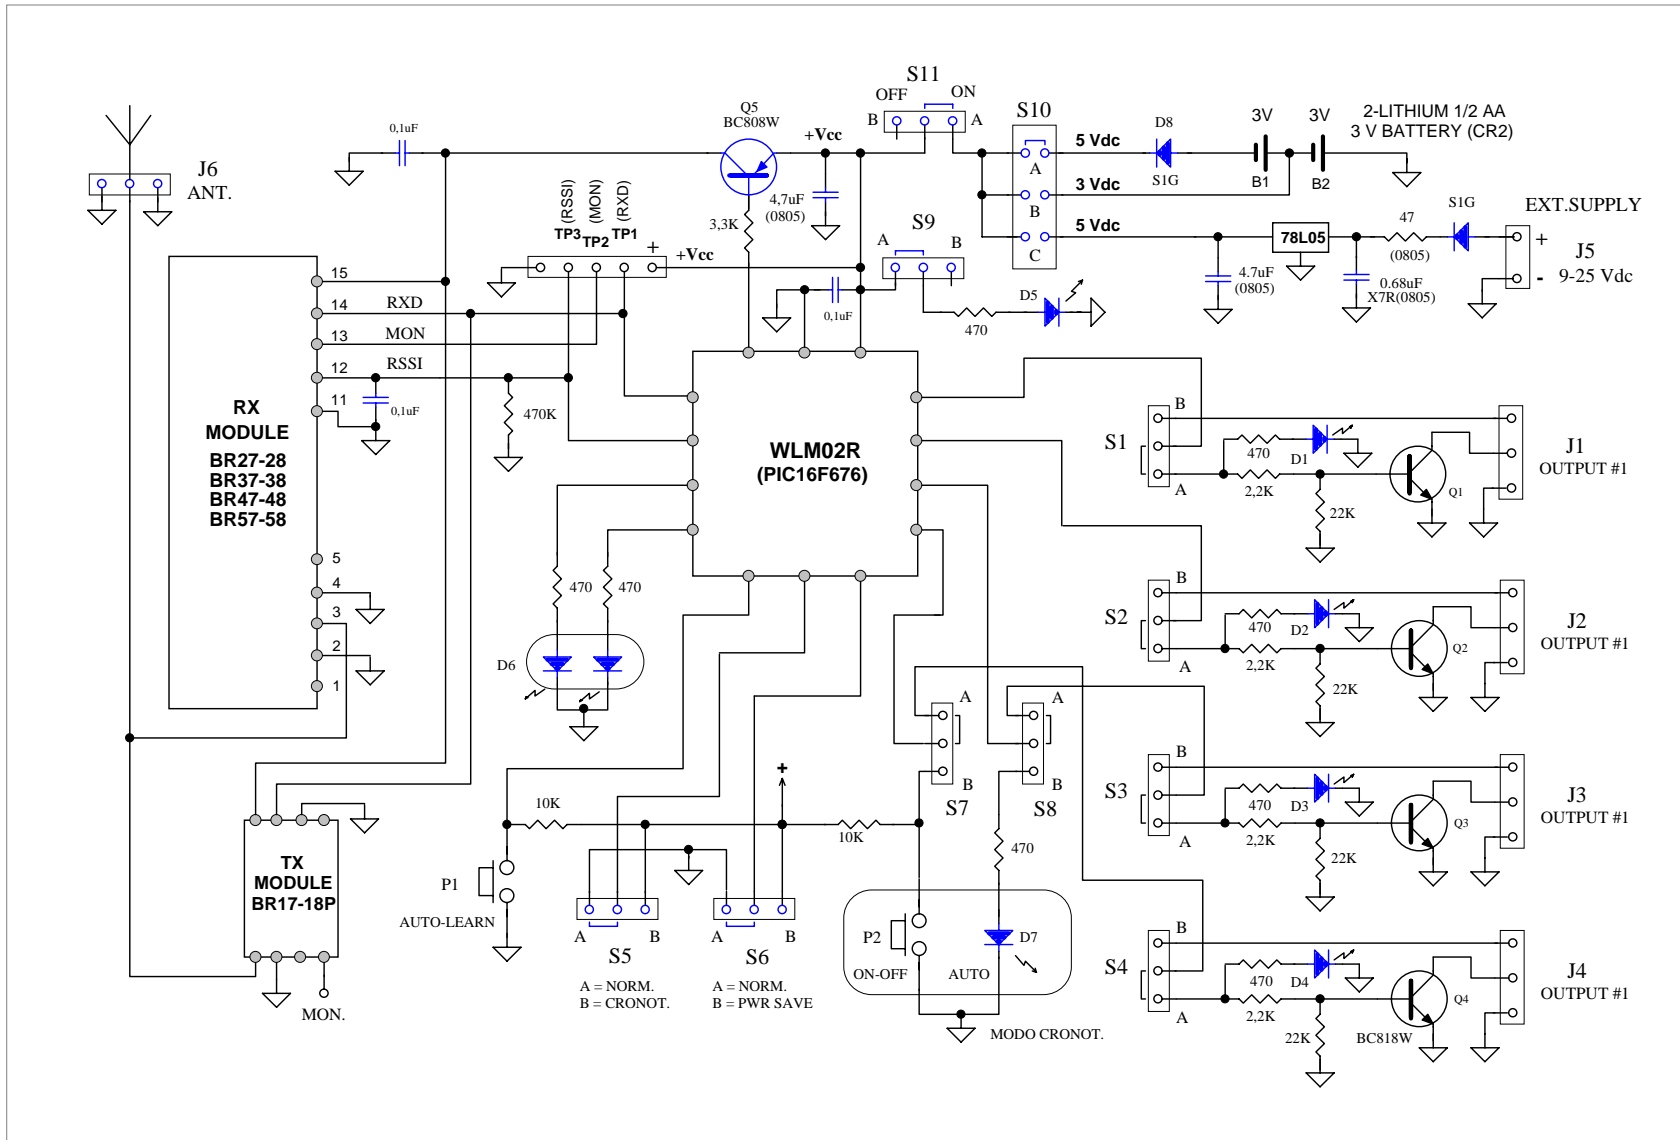 S11
OFF
ON
B
A
S10
Q5
BC808W
+Vcc
0,1uF
J6
ANT.
3V
3V
2-LITHIUM 1/2 AA
3 V BATTERY (CR2)
5 Vdc
D8
S1G
B1
B2
A
3 Vdc
B
5 Vdc
C
4,7uF
(0805)
3,3K
(RSSI)
(MON)
(RXD)
TP3
TP2
TP1
+
+Vcc
S9
A
B
78L05
47
(0805)
S1G
EXT.SUPPLY
+
J5
-
9-25 Vdc
4.7uF
(0805)
0.68uF
X7R(0805)
0,1uF
470
D5
15
14
RXD
13
MON
12
RSSI
11
0,1uF
470K
RX
MODULE
BR27-28
BR37-38
BR47-48
BR57-58
5
4
3
2
1
WLM02R
(PIC16F676)
470
470
D6
S1
B
A
470
D1
2,2K
22K
Q1
J1
OUTPUT #1
S2
B
A
470
D2
2,2K
22K
Q2
J2
OUTPUT #1
S3
B
A
470
D3
2,2K
22K
Q3
J3
OUTPUT #1
S4
B
A
470
D4
2,2K
22K
Q4
BC818W
J4
OUTPUT #1
A
B
S7
A
B
S8
+
10K
10K
470
TX
MODULE
BR17-18P
MON.
P1
AUTO-LEARN
A
B
S5
A = NORM.
B = CRONOT.
A
B
S6
A = NORM.
B = PWR SAVE
P2
ON-OFF
D7
AUTO
MODO CRONOT.